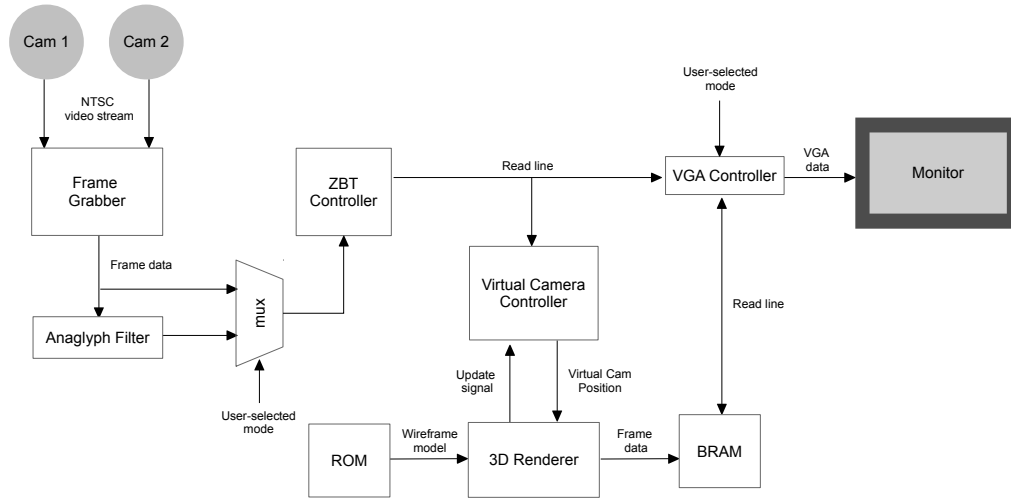 Cam 1
Cam 2
NTSC
video stream
Frame
Grabber
Frame data
Anaglyph Filter
mux
User-selected
mode
ZBT
Controller
Read line
User-selected
mode
VGA Controller
VGA
data
Monitor
Virtual Camera
Controller
Read line
Update
signal
Virtual Cam
Position
ROM
Wireframe
model
3D Renderer
Frame
data
BRAM